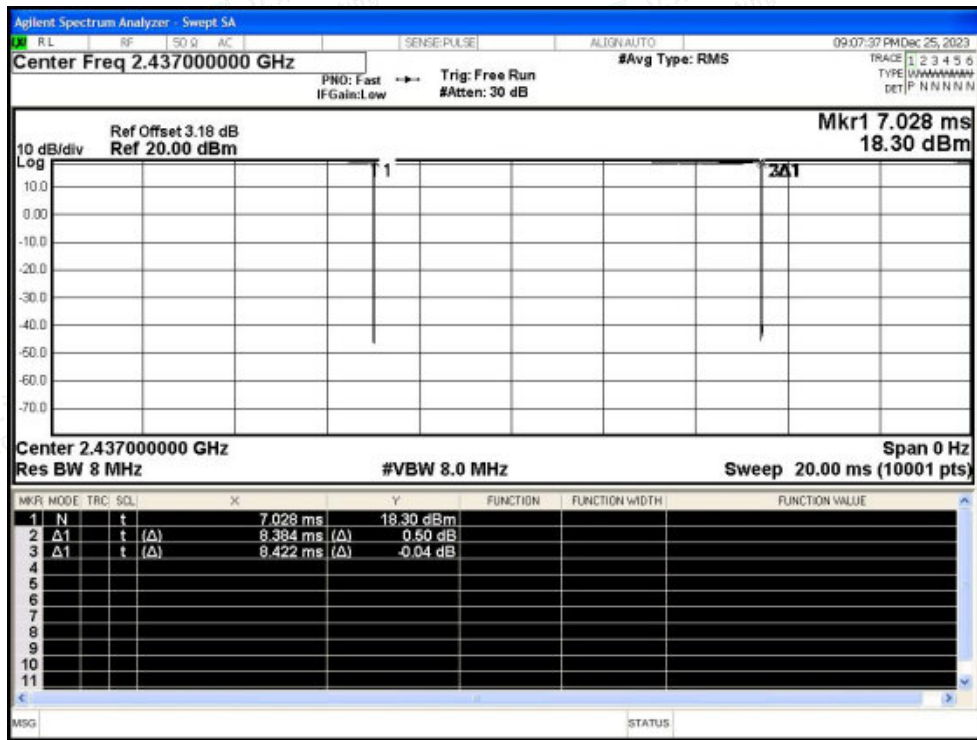 Agilent Spectrum Analyzer - Swept SA
RL RF 50 Ω AC SENSE:PULSE ALIGNAUTO 09:07:37 PM Dec 25, 2023
Center Freq 2.437000000 GHz #Avg Type: RMS TRACE 1 2 3 4 5 6
PNO: Fast Trig: Free Run TYPE
IFGain:Low #Atten: 30 dB DET P N N N N N
Mkr1 7.028 ms
Ref Offset 3.18 dB
10 dB/div Ref 20.00 dBm 18.30 dBm
Log
1 2 3Δ1
10.0
0.00
-10.0
-20.0
-30.0
-40.0
-50.0
-60.0
-70.0
Center 2.437000000 GHz Span 0 Hz
Res BW 8 MHz #VBW 8.0 MHz Sweep 20.00 ms (10001 pts)
MKR MODE TRC SCL X Y FUNCTION FUNCTION WIDTH FUNCTION VALUE
1 N t 7.028 ms 18.30 dBm
2 Δ1 t (Δ) 8.384 ms (Δ) 0.50 dB
3 Δ1 t (Δ) 8.422 ms (Δ) -0.04 dB
4
5
6
7
8
9
10
11
MSG STATUS